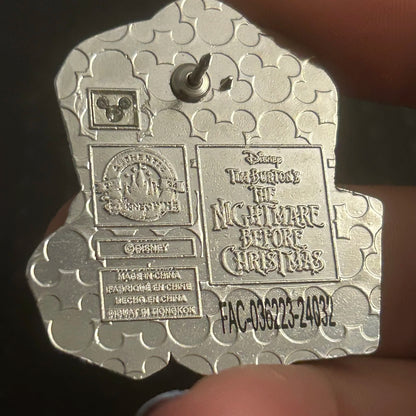 Disney
TIM BURTON'S
THE
NIGHTMARE
BEFORE
CHRISTMAS
©DISNEY
MADE IN CHINA
FABRIQUÉ EN CHINE
HECHO EN CHINA
FAC-036223-24032